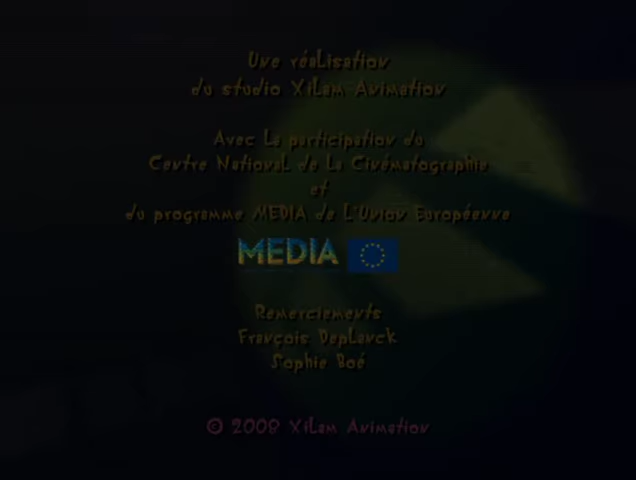 Une réalisation
du studio Xilam Animation
Avec la participation du
Centre National de la Cinématographie
et
du programme MEDIA de L'Union Européenne
MEDIA
Remerciements
François Deplanck
Sophie Boé
© 2008 Xilam Animation